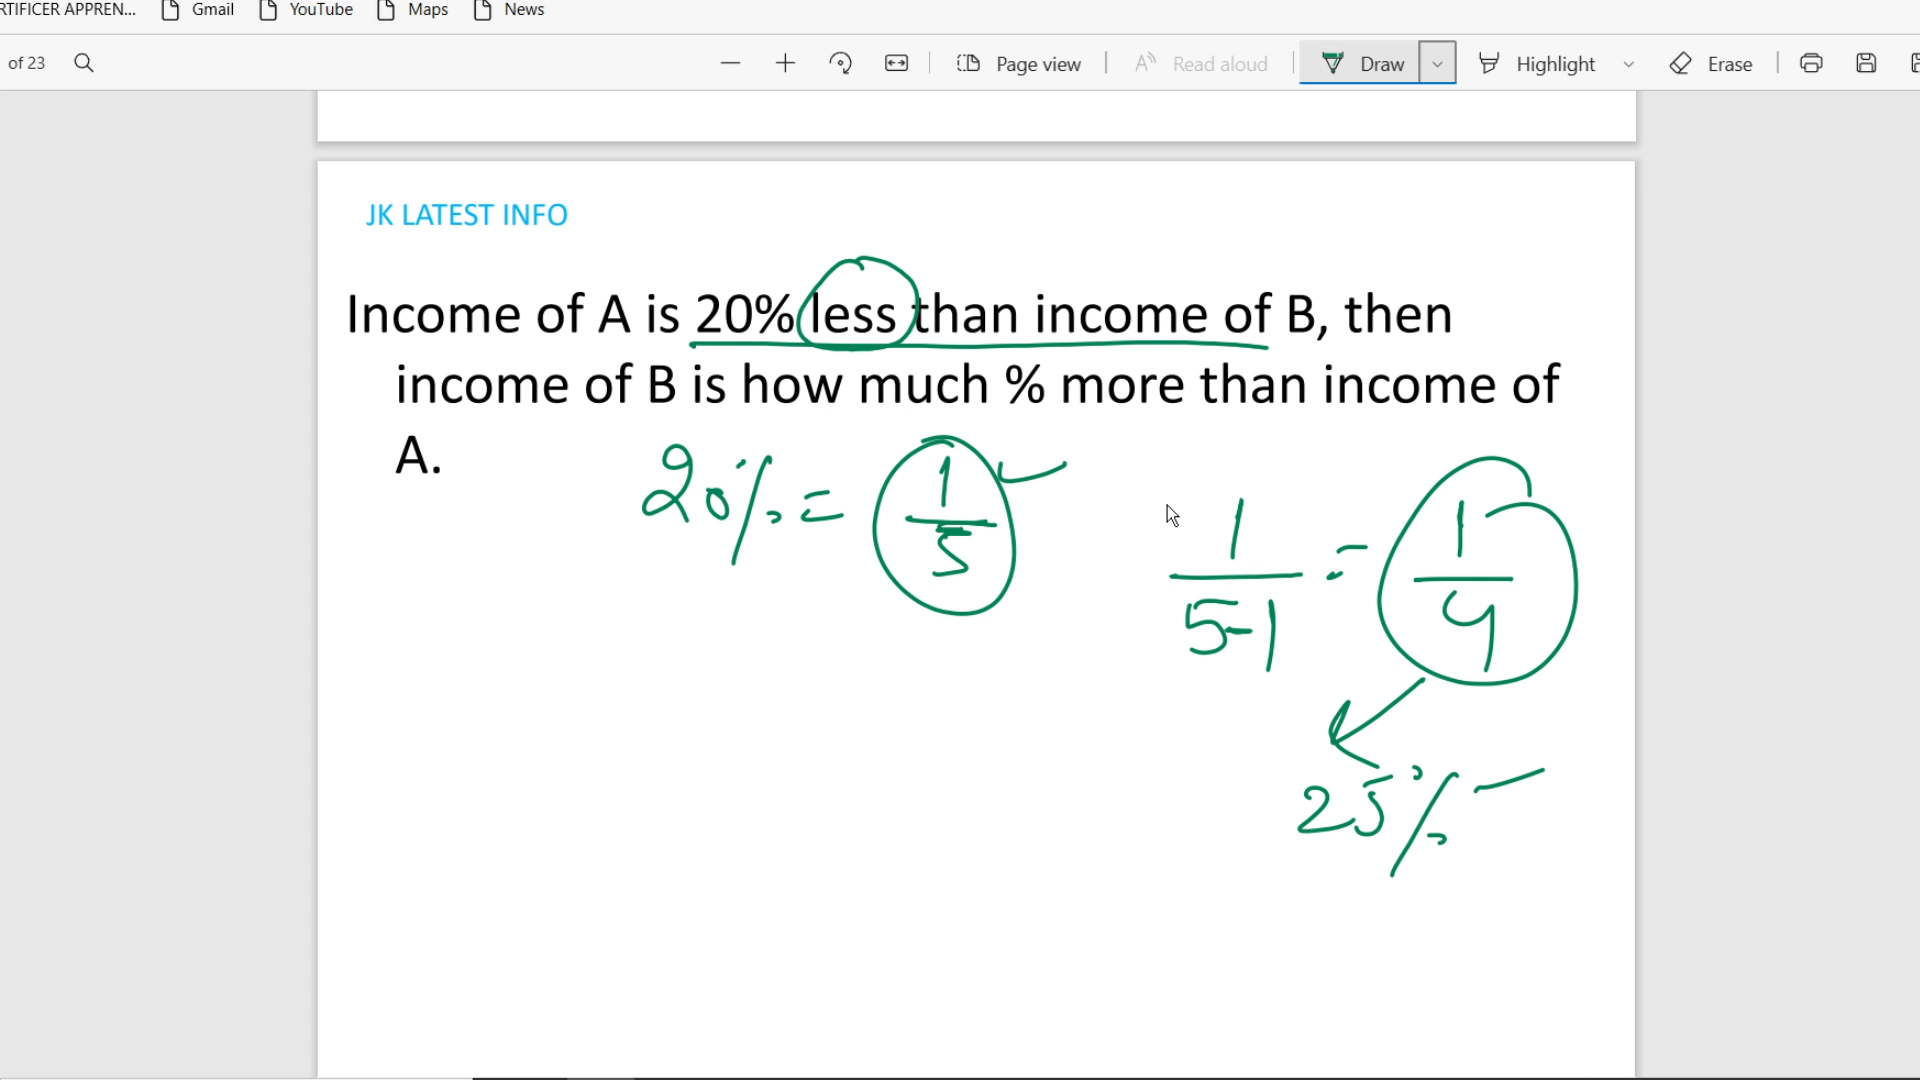 RTIFICER APPREN... Gmail YouTube Maps News
of 23 Page view Read aloud Draw Highlight Erase
JK LATEST INFO
Income of A is 20% less than income of B, then
income of B is how much % more than income of
A.
20% = 1/5
1/5-1 = 1/4
25%